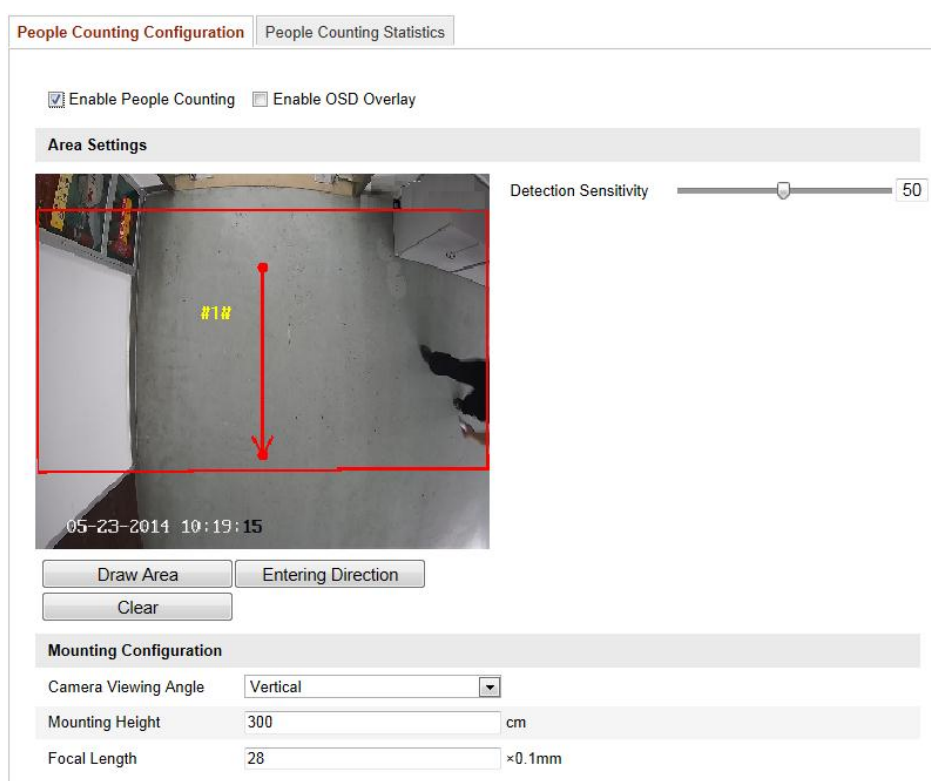 People Counting Configuration People Counting Statistics
Enable People Counting Enable OSD Overlay
Area Settings
Detection Sensitivity 50
#1#
05-23-2014 10:19:15
Draw Area Entering Direction
Clear
Mounting Configuration
Camera Viewing Angle Vertical
Mounting Height 300 cm
Focal Length 28 ×0.1mm